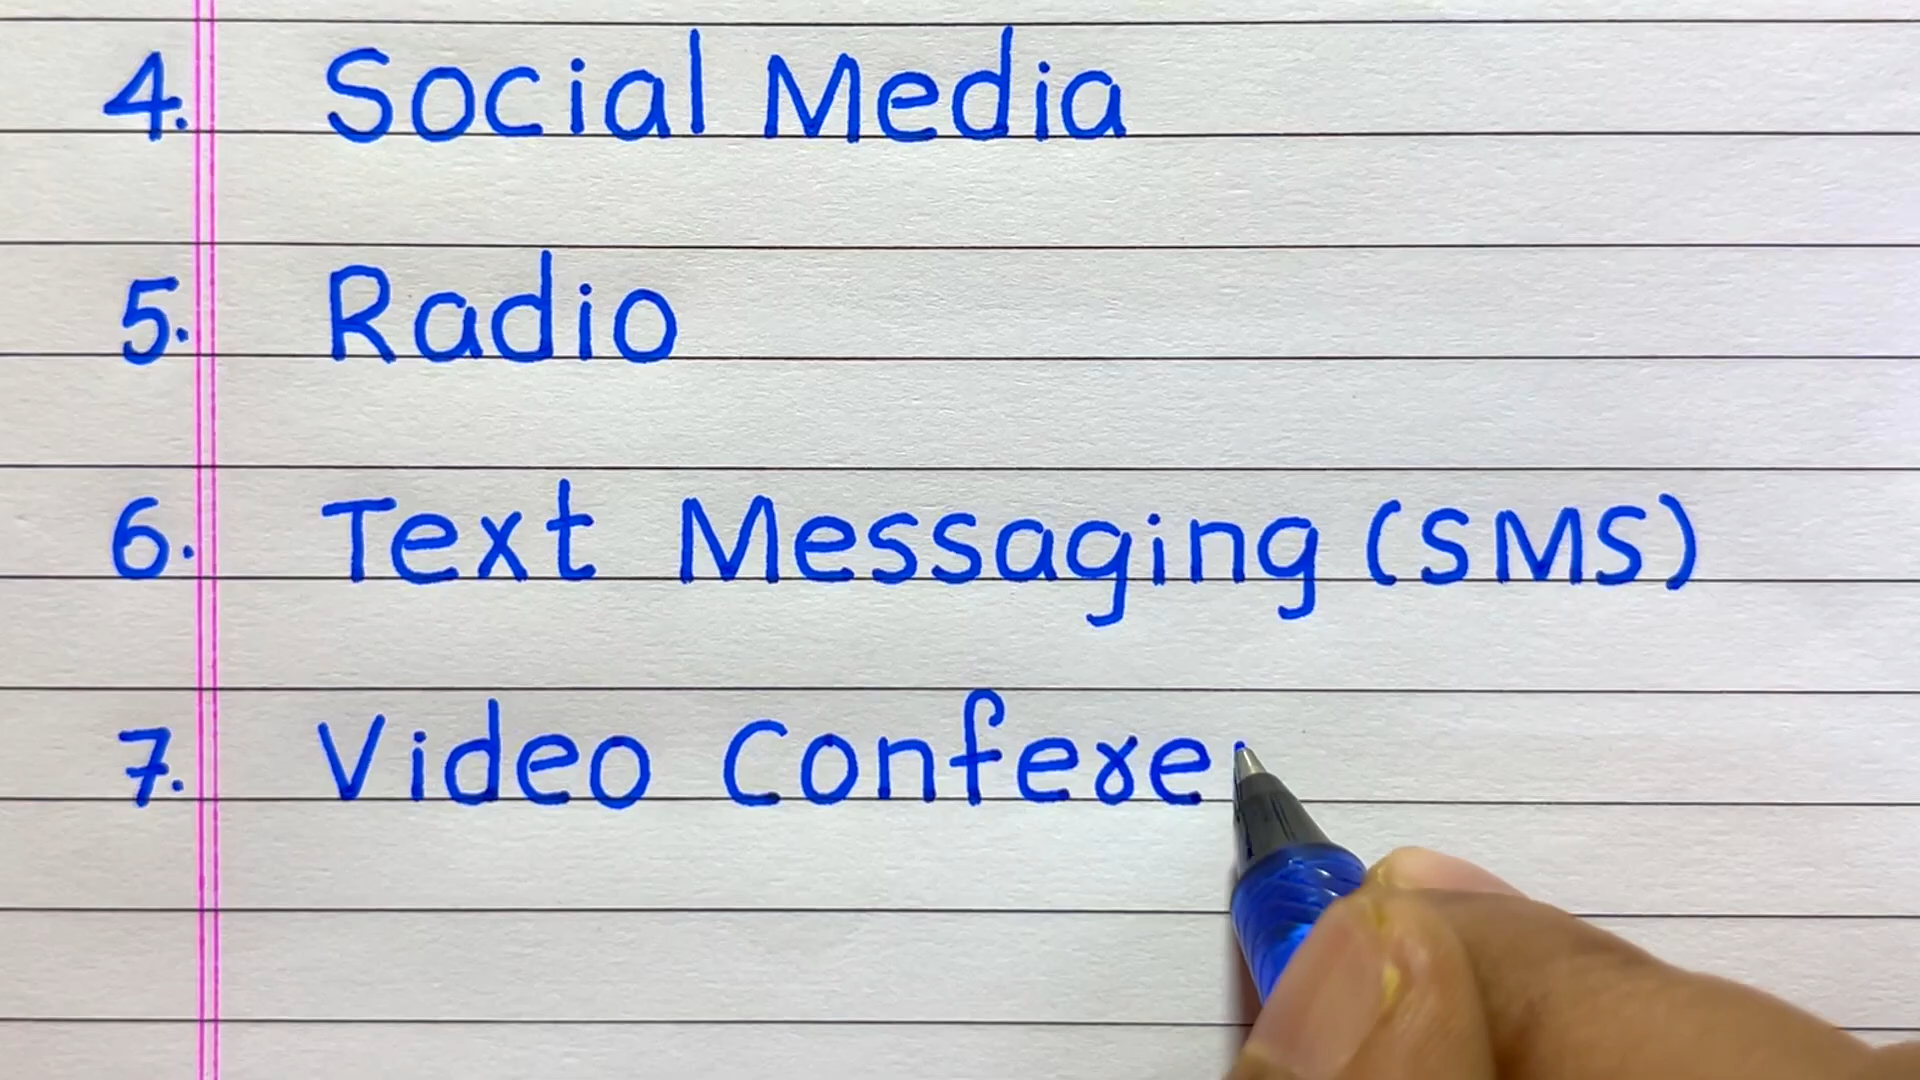 4. Social Media
5. Radio
6. Text Messaging (SMS)
7. Video Confere